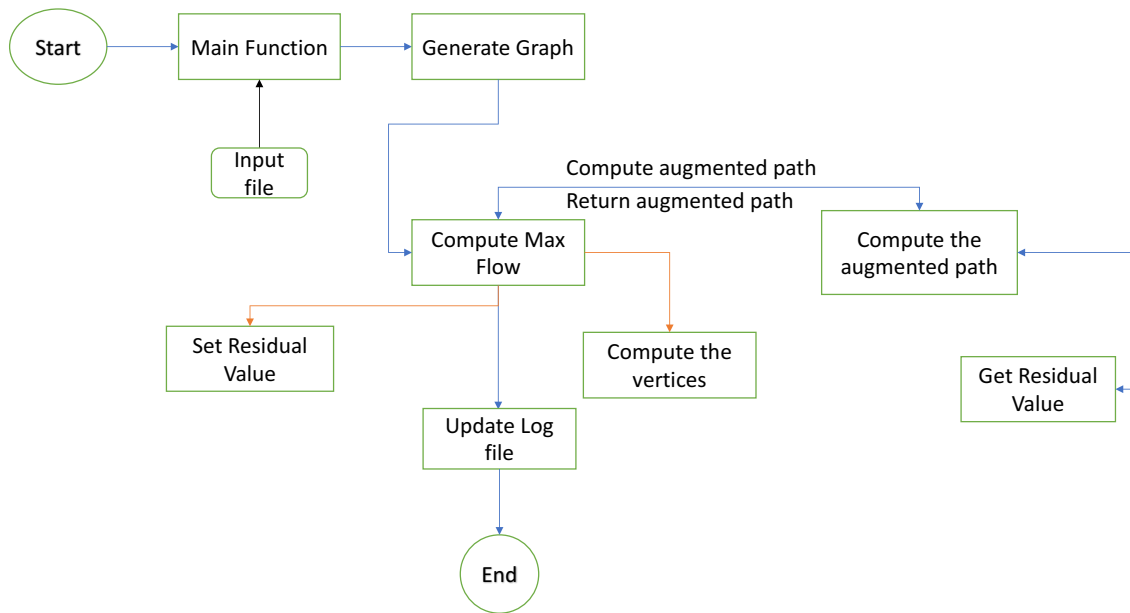 Start
Main Function
Generate Graph
Input
file
Compute augmented path
Return augmented path
Compute Max
Flow
Compute the
augmented path
Set Residual
Value
Compute the
vertices
Get Residual
Value
Update Log
file
End